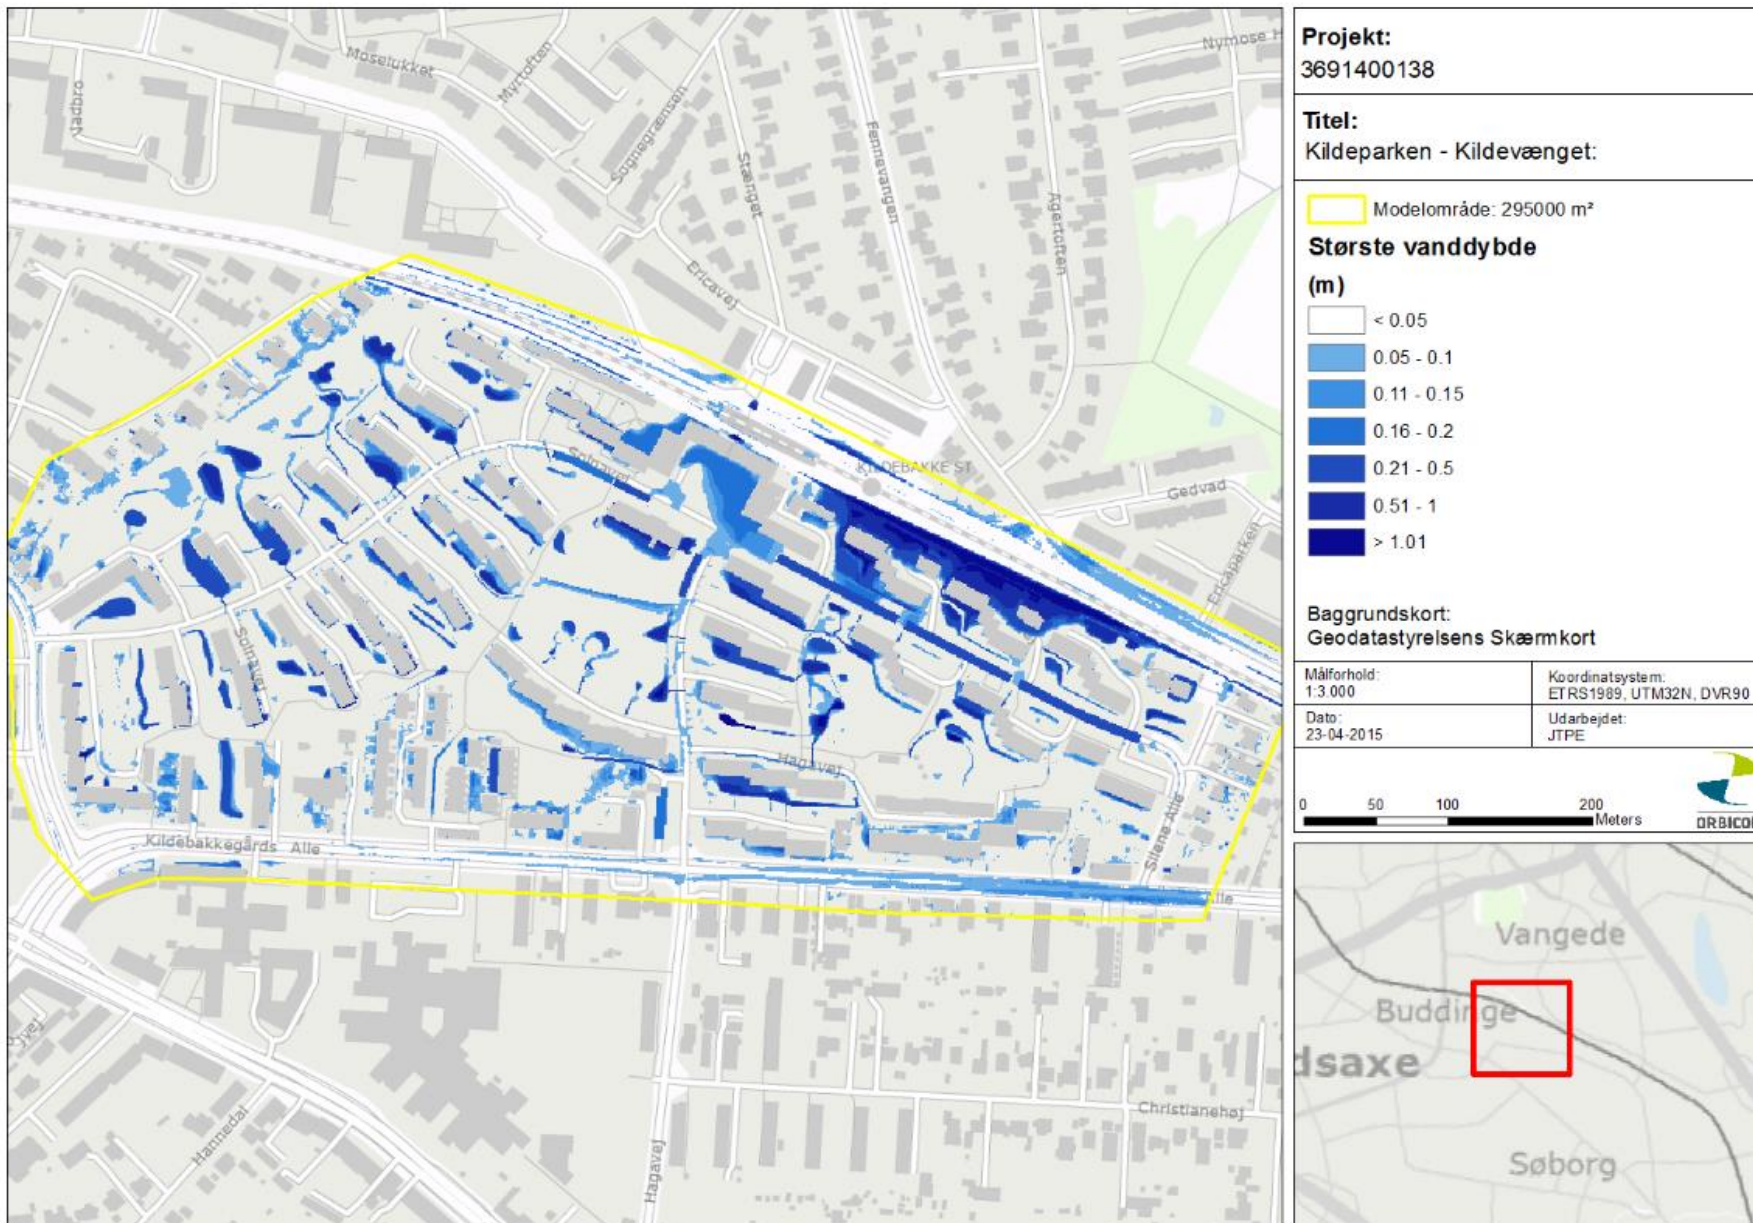 Moselukket
Myrtoften
Nymose H
Nedbro
Sognegrænsen
Stænget
Fennevangen
Agertoften
Ericavej
KILDEBAKKE ST
Gedvad
Ericaparken
Solnavej
Solnavej
Hagavej
Silene Alle
Kildebakkegårds Alle
Alle
Christianehøj
Hannedal
Hagavej
Projekt:
3691400138
Titel:
Kildeparken - Kildevænget:
Modelområde: 295000 m²
Største vanddybde
(m)
< 0.05
0.05 - 0.1
0.11 - 0.15
0.16 - 0.2
0.21 - 0.5
0.51 - 1
> 1.01
Baggrundskort:
Geodatastyrelsens Skærmkort
Målforhold:
1:3.000
Koordinatsystem:
ETRS1989, UTM32N, DVR90
Dato:
23-04-2015
Udarbejdet:
JTPE
0 50 100 200
Meters
ORBICON
Vangede
Buddinge
dsaxe
Søborg